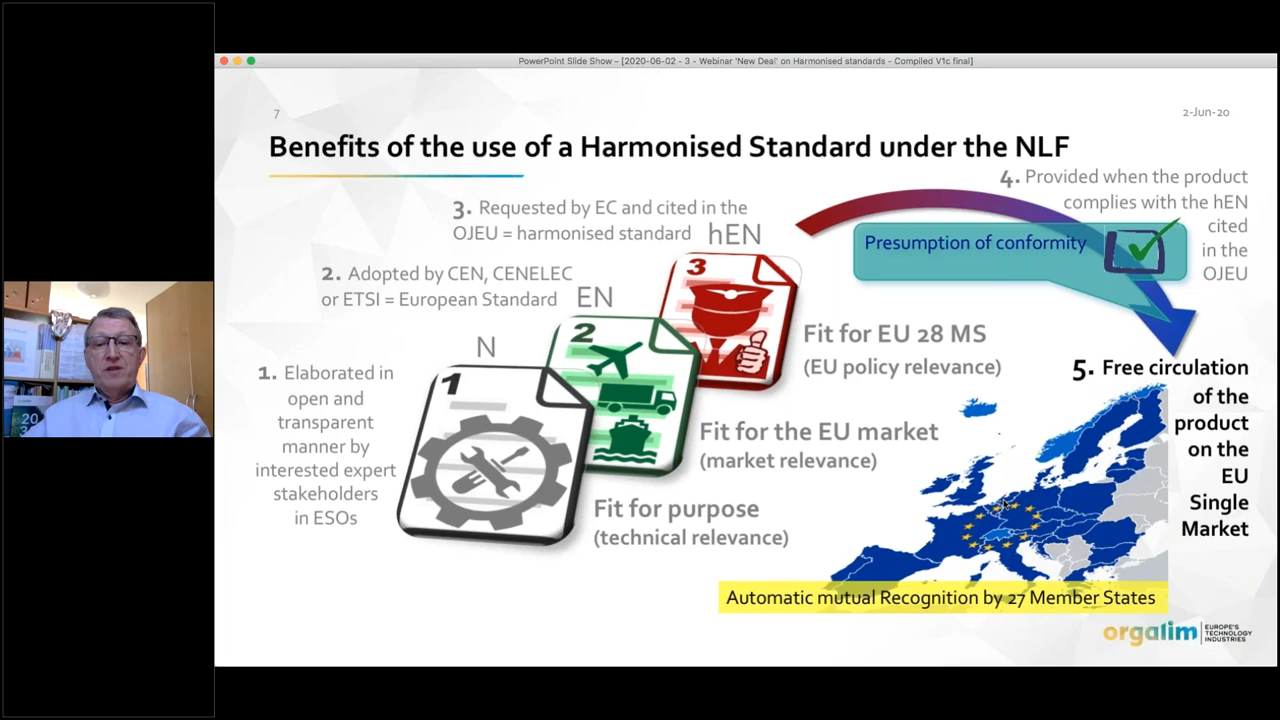 PowerPoint Slide Show – [2020-06-02 - 3 - Webinar 'New Deal' on Harmonised standards - Compiled V1c final]
7
2-Jun-20
Benefits of the use of a Harmonised Standard under the NLF
4. Provided when the product
complies with the hEN
cited
in the
OJEU
3. Requested by EC and cited in the
OJEU = harmonised standard
hEN
Presumption of conformity
2. Adopted by CEN, CENELEC
or ETSI = European Standard
EN
3
Fit for EU 28 MS
(EU policy relevance)
N
2
1. Elaborated in
open and
transparent
manner by
interested expert
stakeholders
in ESOs
1
5. Free circulation
of the
product
on the
EU
Single
Market
Fit for the EU market
(market relevance)
Fit for purpose
(technical relevance)
Automatic mutual Recognition by 27 Member States
orgalim
EUROPE'S
TECHNOLOGY
INDUSTRIES
20